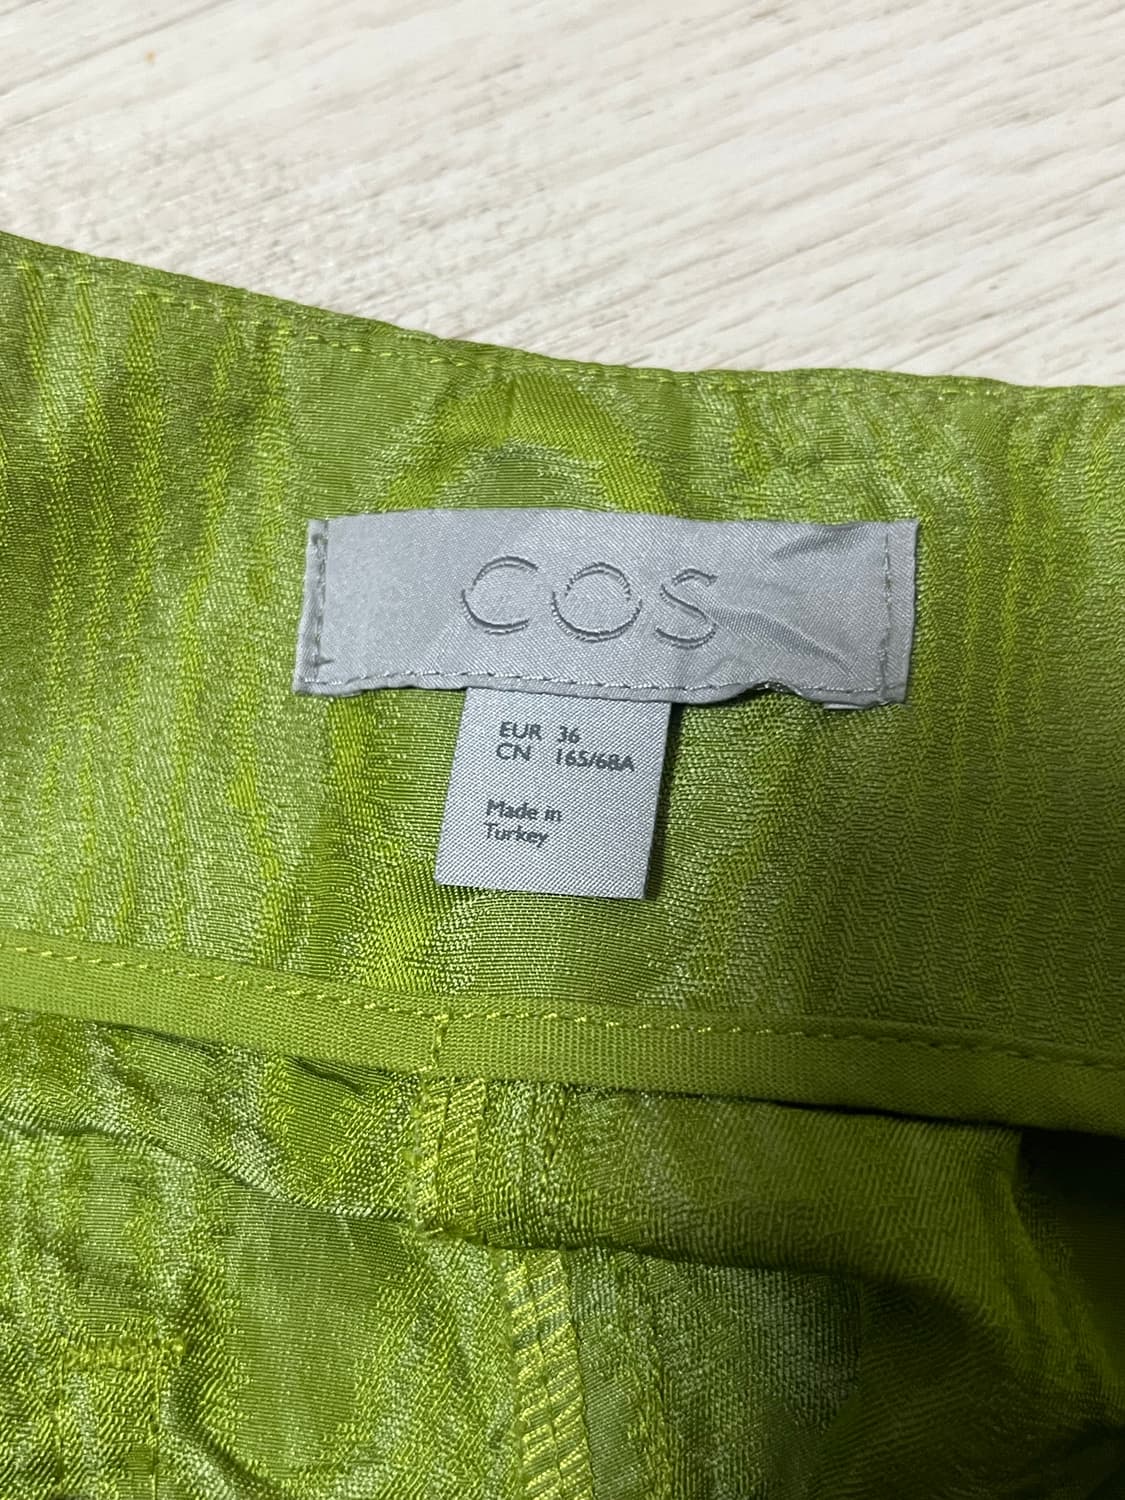 COS
EUR 36
CN 165/68A
Made in
Turkey